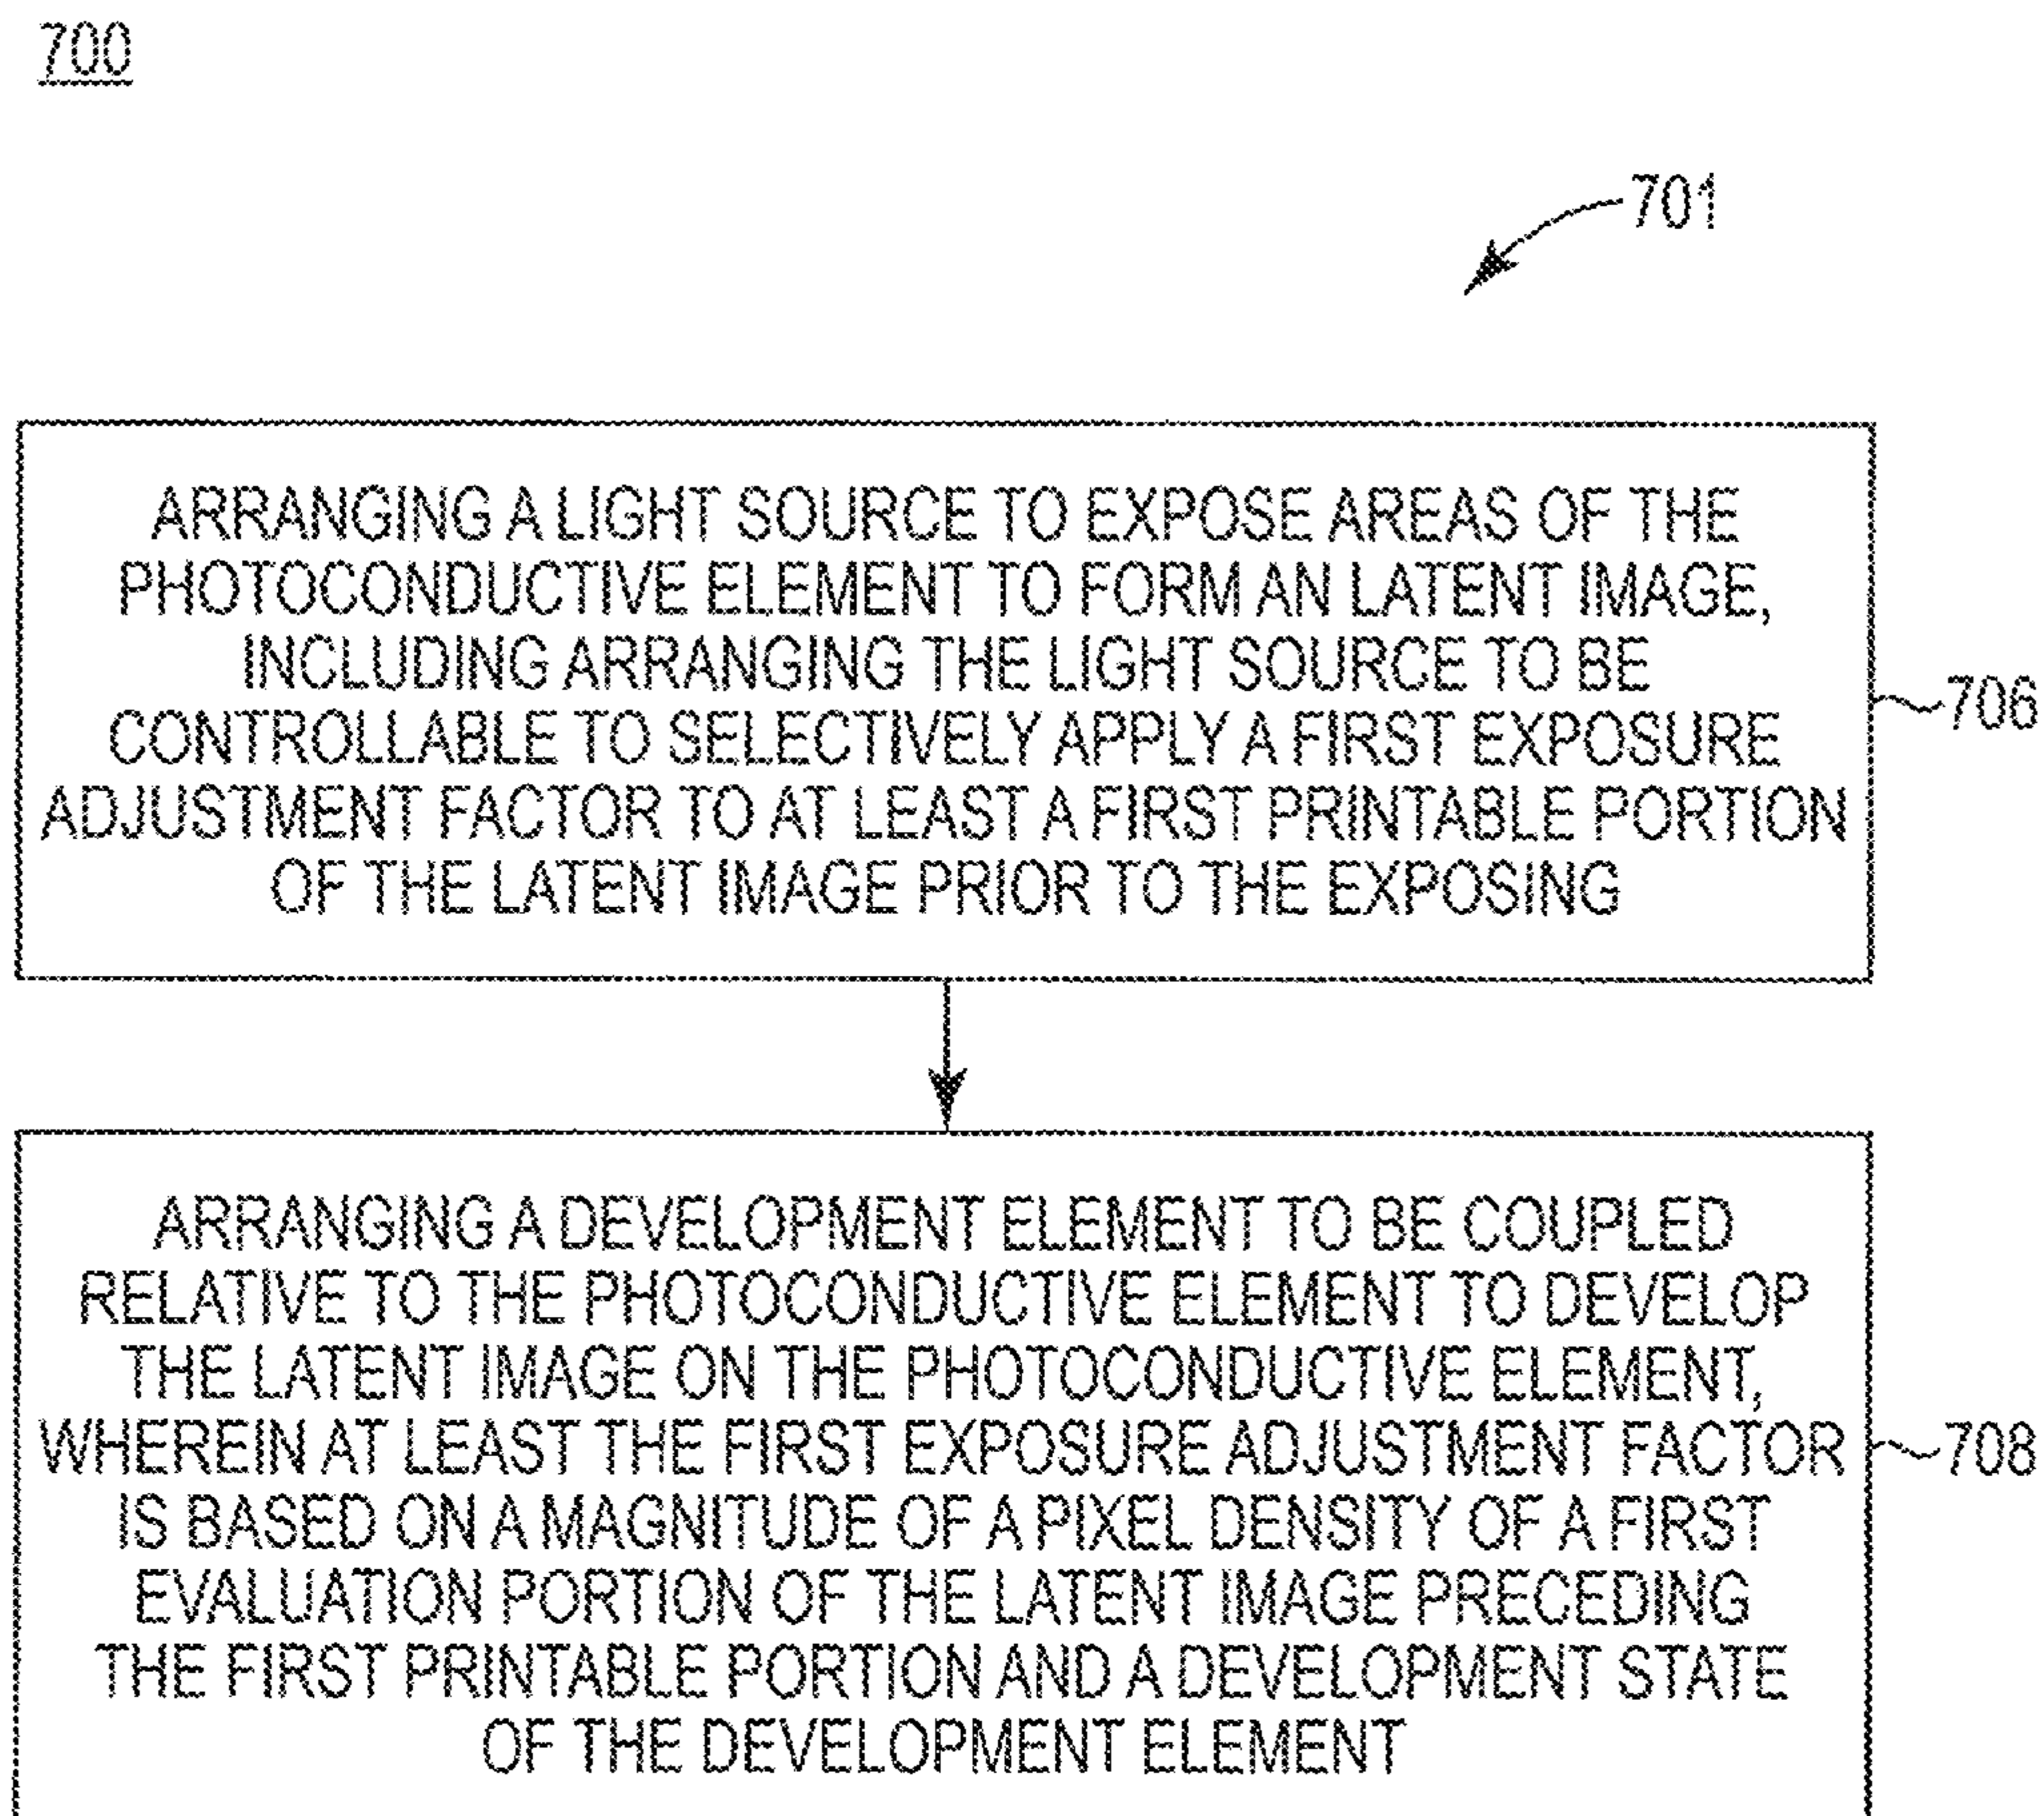 700
701
ARRANGING A LIGHT SOURCE TO EXPOSE AREAS OF THE
PHOTOCONDUCTIVE ELEMENT TO FORM AN LATENT IMAGE,
INCLUDING ARRANGING THE LIGHT SOURCE TO BE
CONTROLLABLE TO SELECTIVELY APPLY A FIRST EXPOSURE
ADJUSTMENT FACTOR TO AT LEAST A FIRST PRINTABLE PORTION
OF THE LATENT IMAGE PRIOR TO THE EXPOSING
706
ARRANGING A DEVELOPMENT ELEMENT TO BE COUPLED
RELATIVE TO THE PHOTOCONDUCTIVE ELEMENT TO DEVELOP
THE LATENT IMAGE ON THE PHOTOCONDUCTIVE ELEMENT,
WHEREIN AT LEAST THE FIRST EXPOSURE ADJUSTMENT FACTOR
IS BASED ON A MAGNITUDE OF A PIXEL DENSITY OF A FIRST
EVALUATION PORTION OF THE LATENT IMAGE PRECEDING
THE FIRST PRINTABLE PORTION AND A DEVELOPMENT STATE
OF THE DEVELOPMENT ELEMENT
708